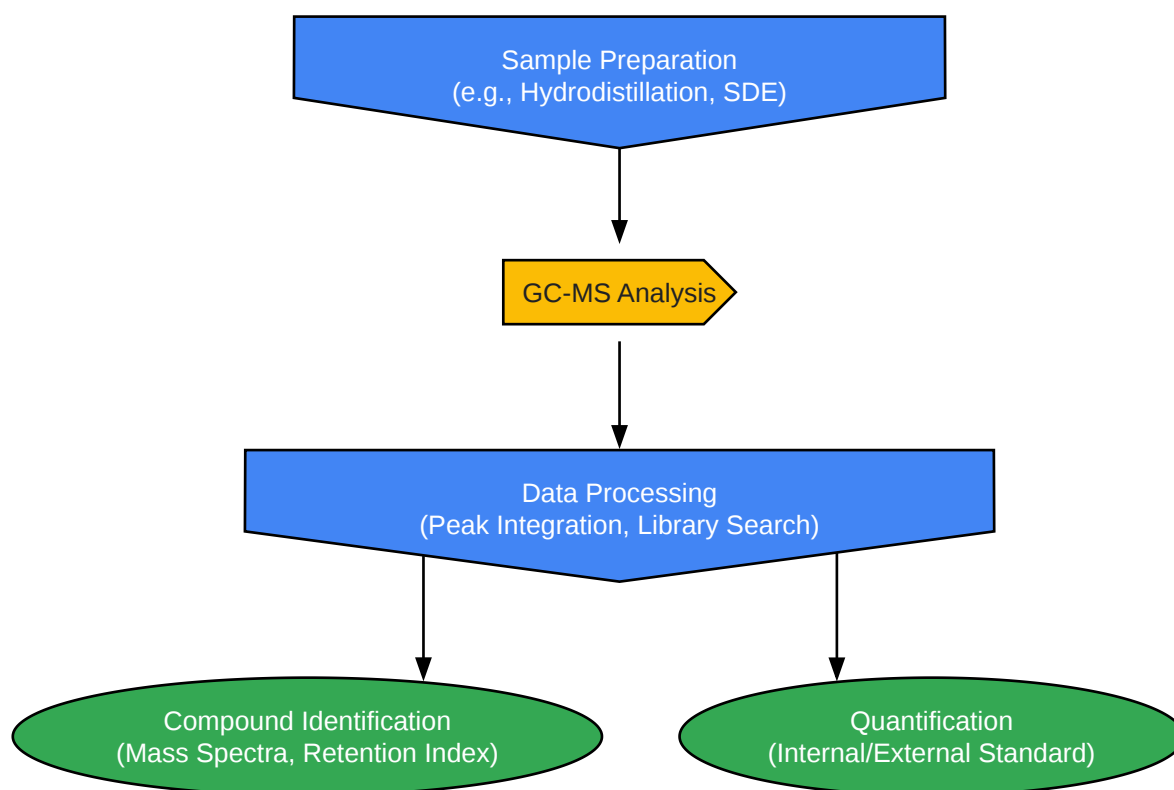 Sample Preparation
(e.g., Hydrodistillation, SDE)
GC-MS Analysis
Data Processing
(Peak Integration, Library Search)
Compound Identification
(Mass Spectra, Retention Index)
Quantification
(Internal/External Standard)